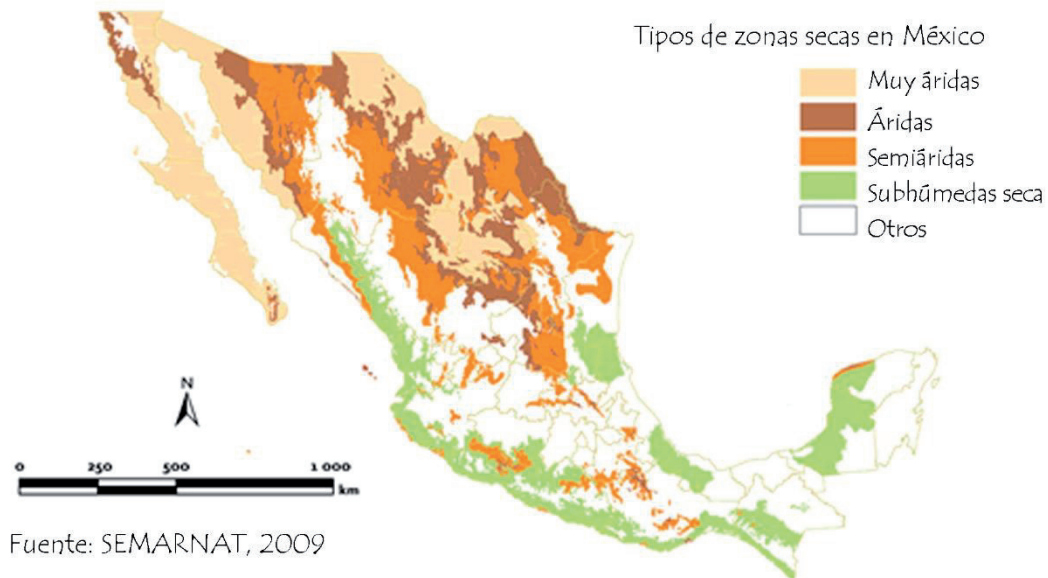 Tipos de zonas secas en México
Muy áridas
Áridas
Semiáridas
Subhúmedas seca
Otros
N
0 250 500 1 000
km
Fuente: SEMARNAT, 2009